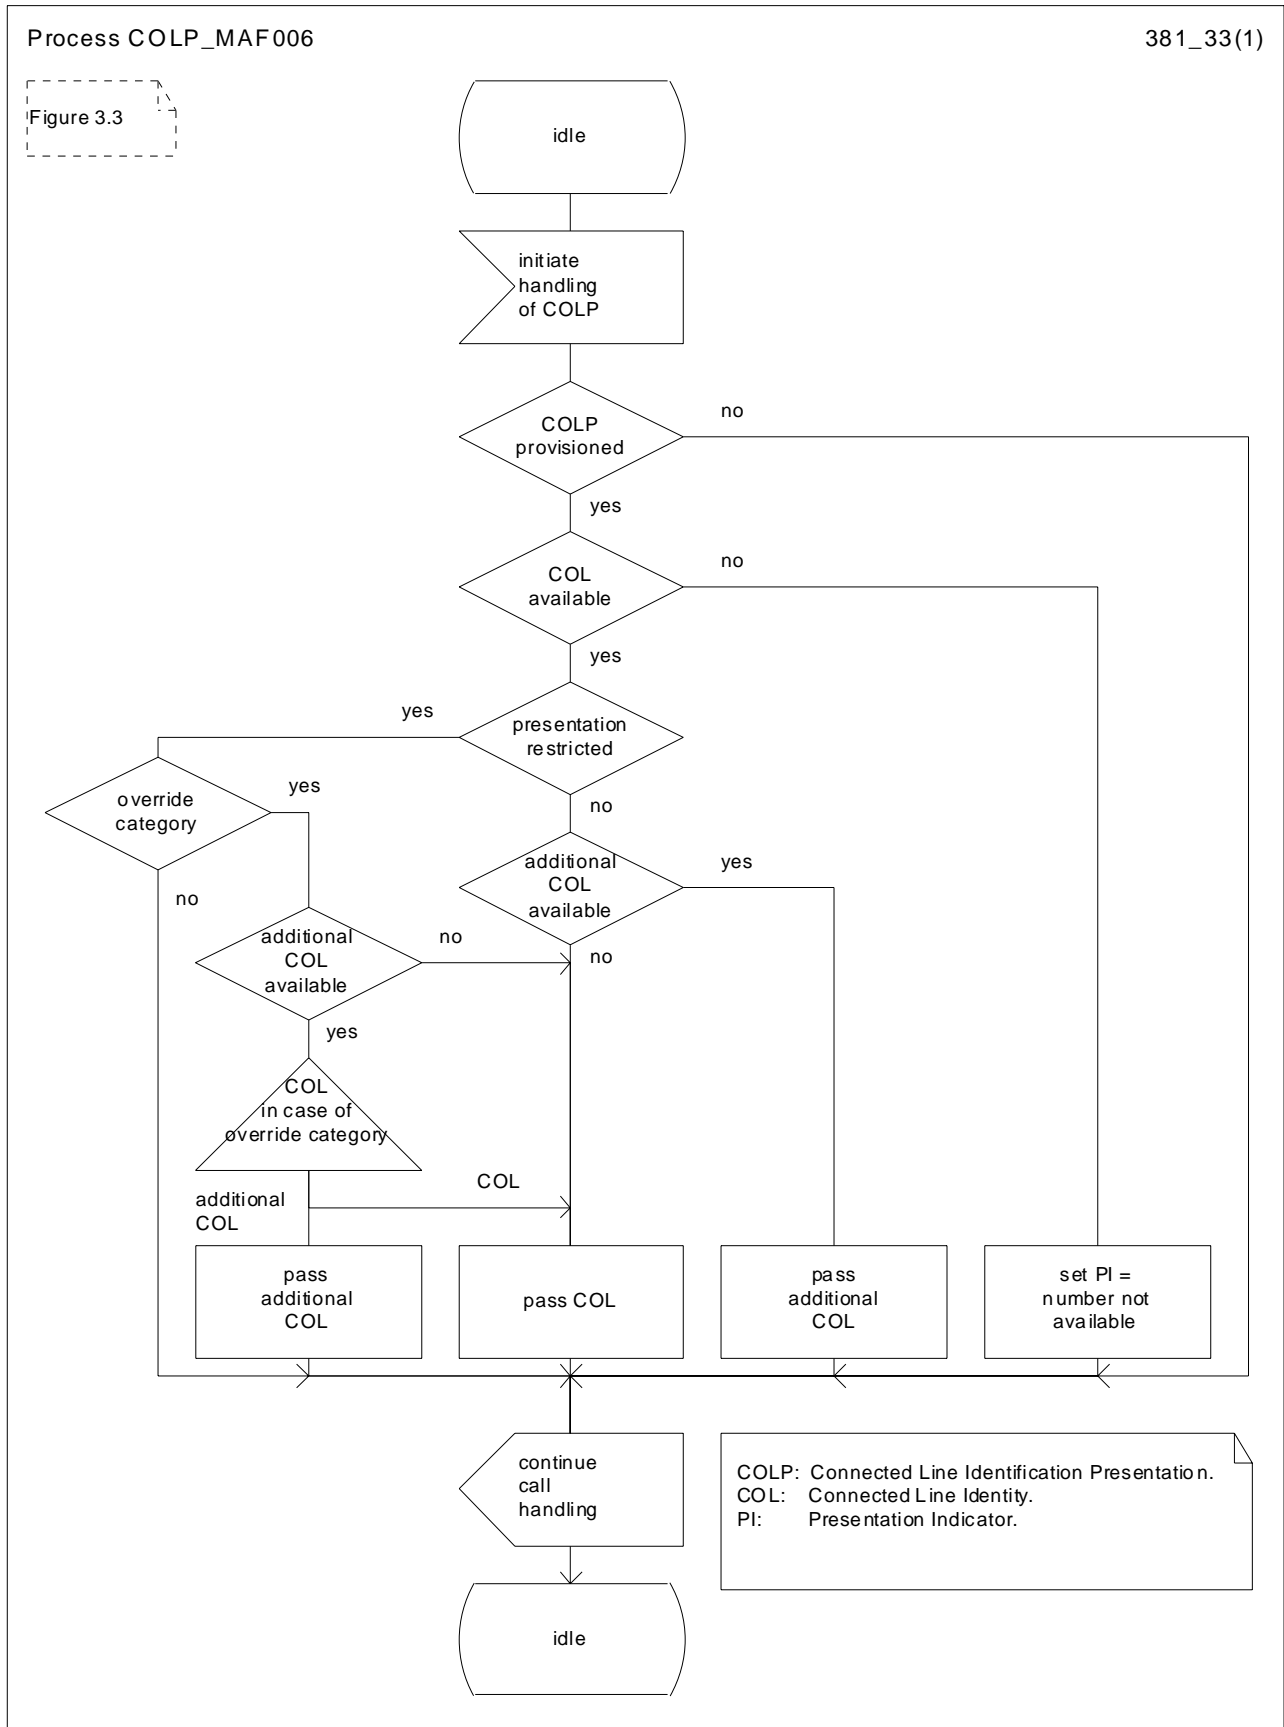 Process COLP_MAF006
381_33(1)
Figure 3.3
idle
initiate
handling
of COLP
COLP
provisioned
no
yes
COL
available
no
yes
presentation
restricted
yes
no
override
category
yes
no
additional
COL
available
yes
no
additional
COL
available
no
yes
COL
in case of
override category
additional
COL
COL
pass
additional
COL
pass COL
pass
additional
COL
set PI =
number not
available
continue
call
handling
COLP: Connected Line Identification Presentation.
COL: Connected Line Identity.
PI: Presentation Indicator.
idle